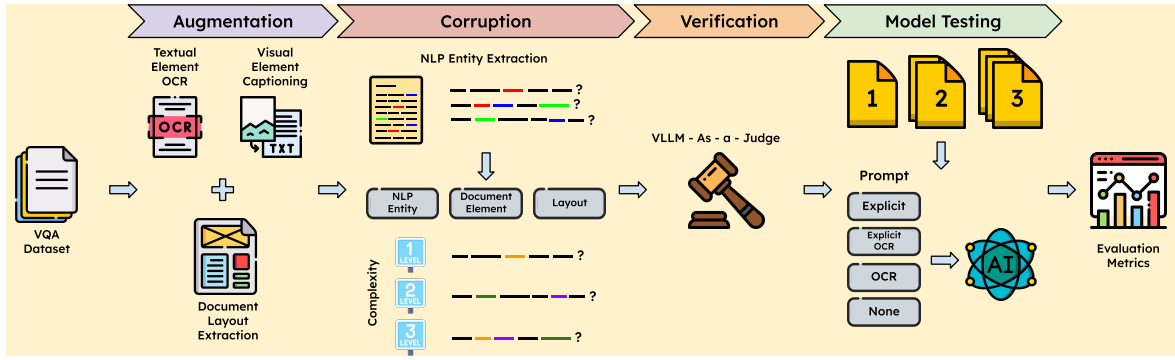 Augmentation
Corruption
Verification
Model Testing
Textual
Element
OCR
Visual
Element
Captioning
OCR
TXT
VQA
Dataset
Document
Layout
Extraction
NLP Entity Extraction
?
?
?
NLP
Entity
Document
Element
Layout
Complexity
1
LEVEL
?
2
LEVEL
?
3
LEVEL
?
VLLM - As - a - Judge
1
2
3
Prompt
Explicit
Explicit
OCR
OCR
None
AI
Evaluation
Metrics